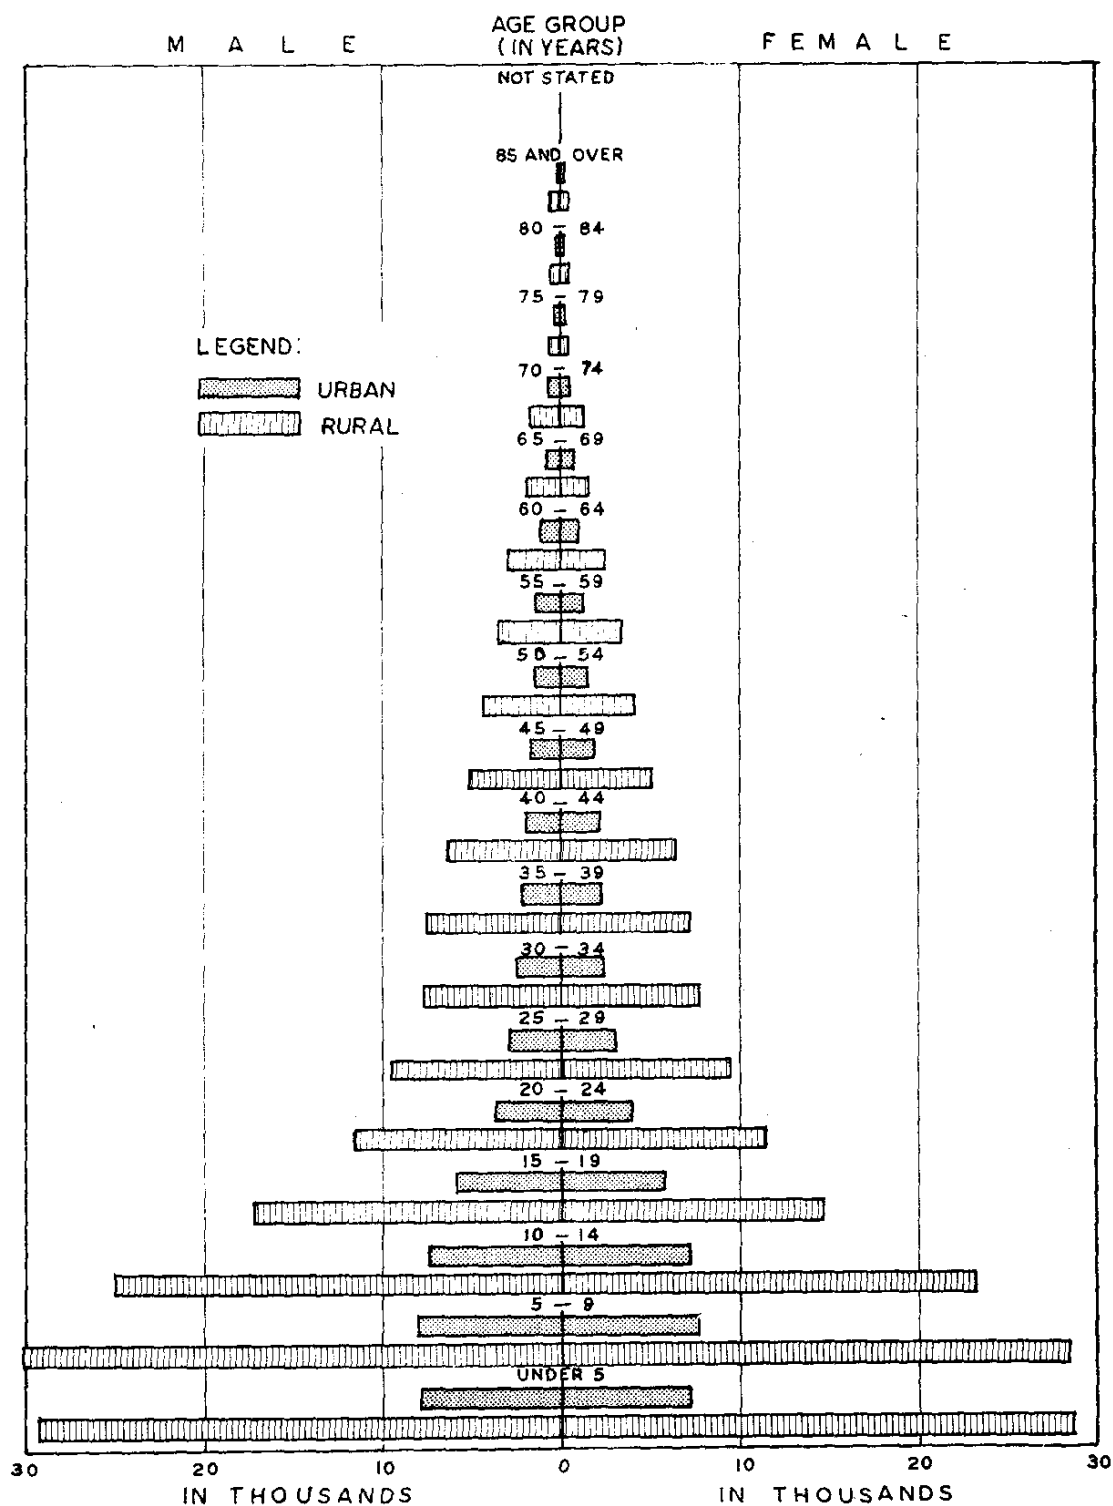 MALE AGE GROUP FEMALE
(IN YEARS)
NOT STATED
85 AND OVER
80 - 84
75 - 79
70 - 74
LEGEND:
URBAN
RURAL
65 - 69
60 - 64
55 - 59
50 - 54
45 - 49
40 - 44
35 - 39
30 - 34
25 - 29
20 - 24
15 - 19
10 - 14
5 - 9
UNDER 5
30 20 10 0 10 20 30
IN THOUSANDS IN THOUSANDS